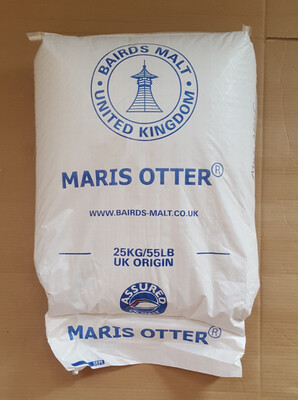 BAIRDS MALT
UNITED KINGDOM
MARIS OTTER®
WWW.BAIRDS-MALT.CO.UK
25KG/55LB
UK ORIGIN
ASSURED
MARIS OTTER®